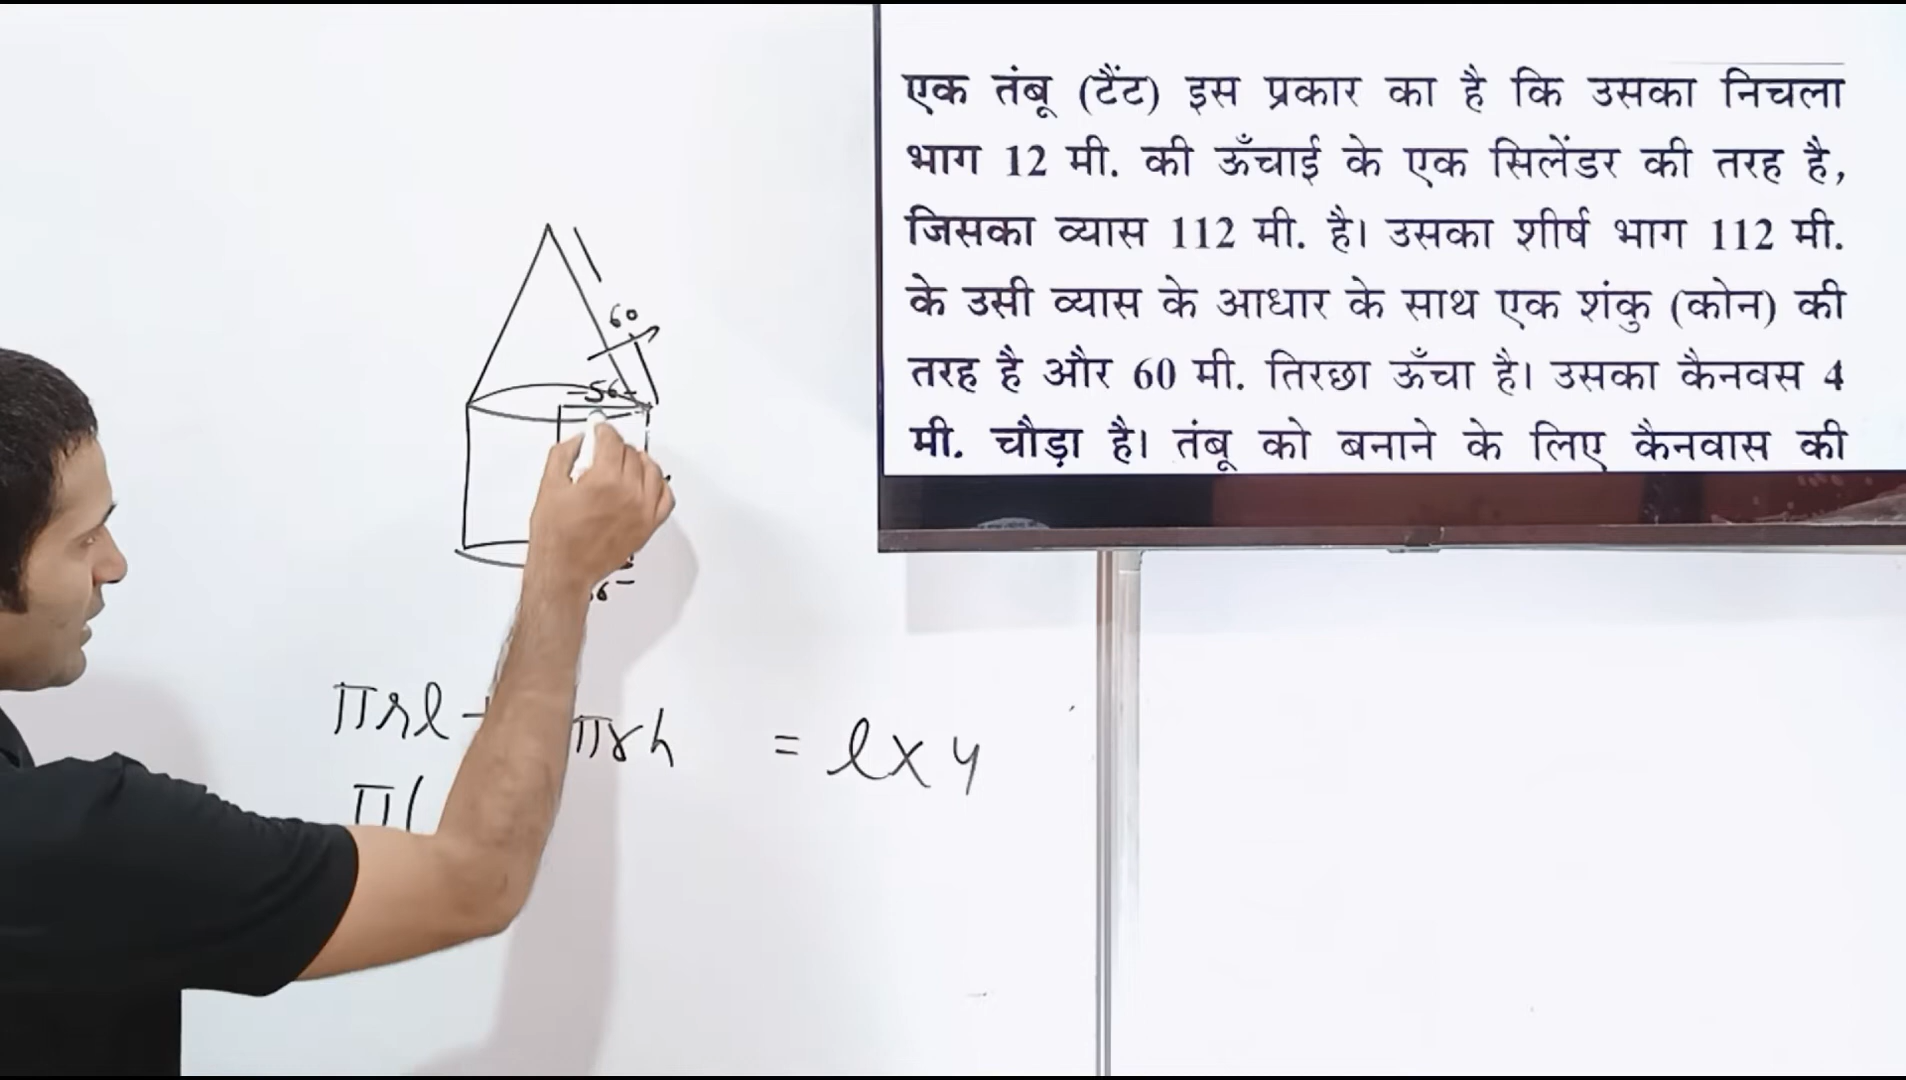 एक तंबू (टैंट) इस प्रकार का है कि उसका निचला
भाग 12 मी. की ऊँचाई के एक सिलेंडर की तरह है,
जिसका व्यास 112 मी. है। उसका शीर्ष भाग 112 मी.
के उसी व्यास के आधार के साथ एक शंकु (कोन) की
तरह है और 60 मी. तिरछा ऊँचा है। उसका कैनवस 4
मी. चौड़ा है। तंबू को बनाने के लिए कैनवास की
60
56
πrl + πrh = l x 4
π(